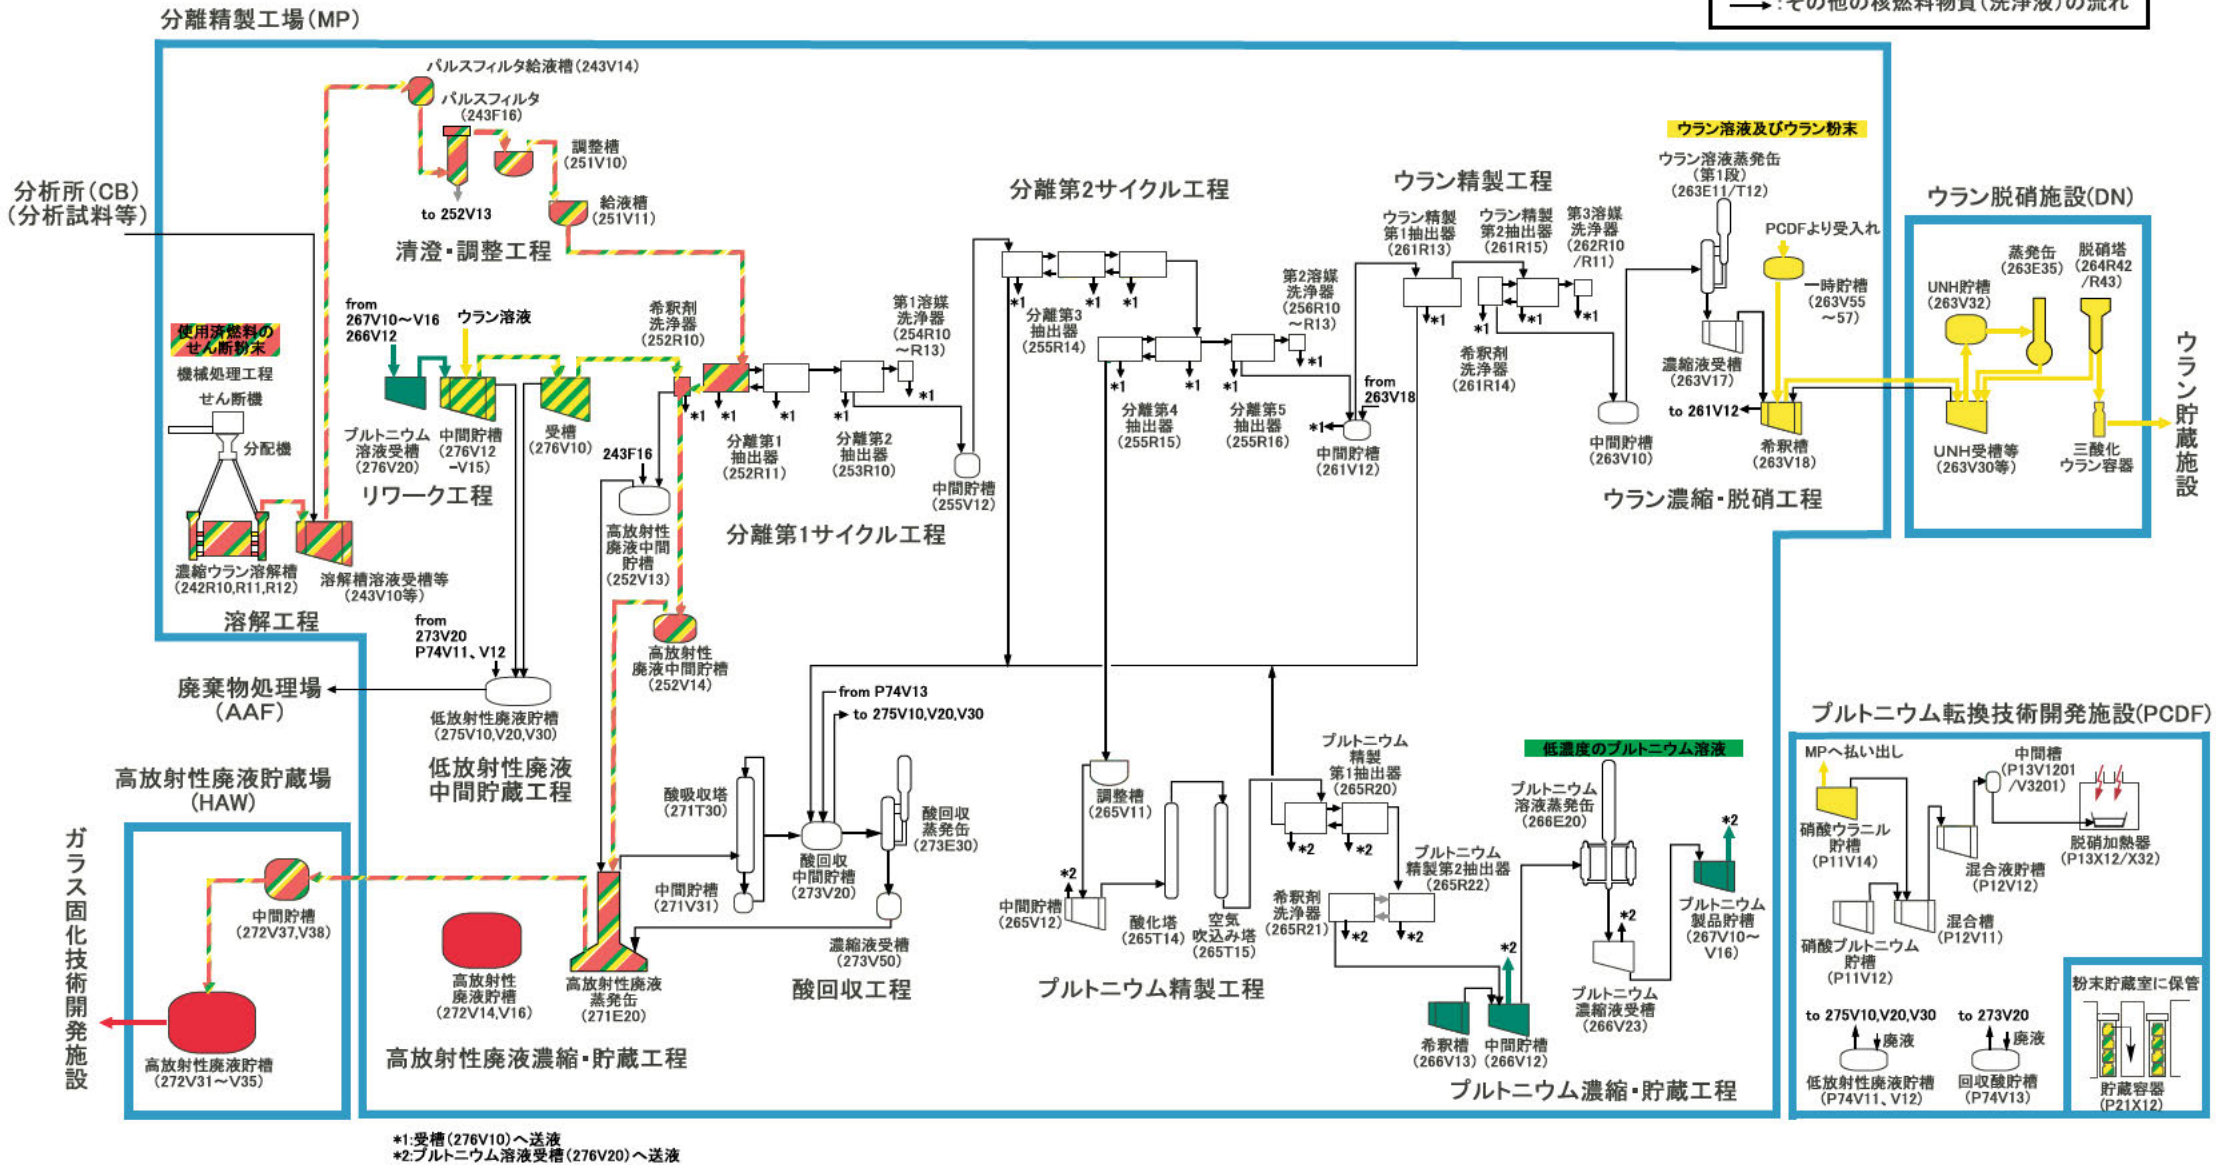 分離精製工場(MP)
:その他の核燃料物質(洗浄液)の流れ
パルスフィルタ給液槽(243V14)
パルスフィルタ
(243F16)
調整槽
(251V10)
to 252V13
給液槽
(251V11)
清澄・調整工程
分析所(CB)
(分析試料等)
使用済燃料の
せん断粉末
機械処理工程
せん断機
分配機
濃縮ウラン溶解槽
(242R10,R11,R12)
溶解槽溶液受槽等
(243V10等)
溶解工程
from
267V10～V16
266V12
ウラン溶液
プルトニウム
溶液受槽
(276V20)
中間貯槽
(276V12
-V15)
受槽
(276V10)
リワーク工程
希釈剤
洗浄器
(252R10)
*1
*1
*1
*1
*1
分離第1
抽出器
(252R11)
分離第2
抽出器
(253R10)
第1溶媒
洗浄器
(254R10
～R13)
中間貯槽
(255V12)
分離第1サイクル工程
243F16
高放射性
廃液中間
貯槽
(252V13)
高放射性
廃液中間貯槽
(252V14)
from
273V20
P74V11、V12
廃棄物処理場
(AAF)
低放射性廃液貯槽
(275V10,V20,V30)
低放射性廃液
中間貯蔵工程
分離第2サイクル工程
*1
*1
*1
分離第3
抽出器
(255R14)
*1
*1
*1
*1
分離第4
抽出器
(255R15)
分離第5
抽出器
(255R16)
第2溶媒
洗浄器
(256R10
～R13)
from
263V18
*1
中間貯槽
(261V12)
ウラン精製工程
ウラン精製
第1抽出器
(261R13)
ウラン精製
第2抽出器
(261R15)
第3溶媒
洗浄器
(262R10
/R11)
*1
*1
*1
*1
希釈剤
洗浄器
(261R14)
中間貯槽
(263V10)
ウラン溶液及びウラン粉末
ウラン溶液蒸発缶
(第1段)
(263E11/T12)
PCDFより受入れ
一時貯槽
(263V55
～57)
濃縮液受槽
(263V17)
to 261V12
希釈槽
(263V18)
ウラン濃縮・脱硝工程
ウラン脱硝施設(DN)
UNH貯槽
(263V32)
蒸発缶
(263E35)
脱硝塔
(264R42
/R43)
UNH受槽等
(263V30等)
三酸化
ウラン容器
ウラン貯蔵施設
高放射性廃液貯蔵場
(HAW)
中間貯槽
(272V37,V38)
高放射性廃液貯槽
(272V31～V35)
ガラス固化技術開発施設
高放射性
廃液貯槽
(272V14,V16)
高放射性廃液
蒸発缶
(271E20)
高放射性廃液濃縮・貯蔵工程
from P74V13
to 275V10,V20,V30
酸吸収塔
(271T30)
中間貯槽
(271V31)
酸回収
中間貯槽
(273V20)
酸回収
蒸発缶
(273E30)
濃縮液受槽
(273V50)
酸回収工程
調整槽
(265V11)
*2
中間貯槽
(265V12)
酸化塔
(265T14)
空気
吹込み塔
(265T15)
プルトニウム精製工程
プルトニウム
精製
第1抽出器
(265R20)
*2
*2
プルトニウム
精製第2抽出器
(265R22)
希釈剤
洗浄器
(265R21)
*2
*2
低濃度のプルトニウム溶液
プルトニウム
溶液蒸発缶
(266E20)
*2
*2
*2
希釈槽
(266V13)
中間貯槽
(266V12)
プルトニウム
濃縮液受槽
(266V23)
プルトニウム
製品貯槽
(267V10～
V16)
プルトニウム濃縮・貯蔵工程
プルトニウム転換技術開発施設(PCDF)
MPへ払い出し
硝酸ウラニル
貯槽
(P11V14)
中間槽
(P13V1201
/V3201)
脱硝加熱器
(P13X12/X32)
混合液貯槽
(P12V12)
硝酸プルトニウム
貯槽
(P11V12)
混合槽
(P12V11)
to 275V10,V20,V30
廃液
低放射性廃液貯槽
(P74V11、V12)
to 273V20
廃液
回収酸貯槽
(P74V13)
粉末貯蔵室に保管
貯蔵容器
(P21X12)
*1:受槽(276V10)へ送液
*2:プルトニウム溶液受槽(276V20)へ送液